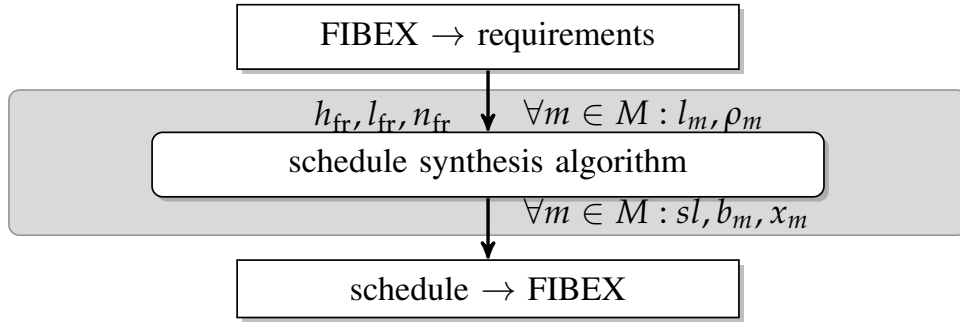 FIBEX → requirements
h_fr, l_fr, n_fr ∀m ∈ M : l_m, ρ_m
schedule synthesis algorithm
∀m ∈ M : sl, b_m, x_m
schedule → FIBEX